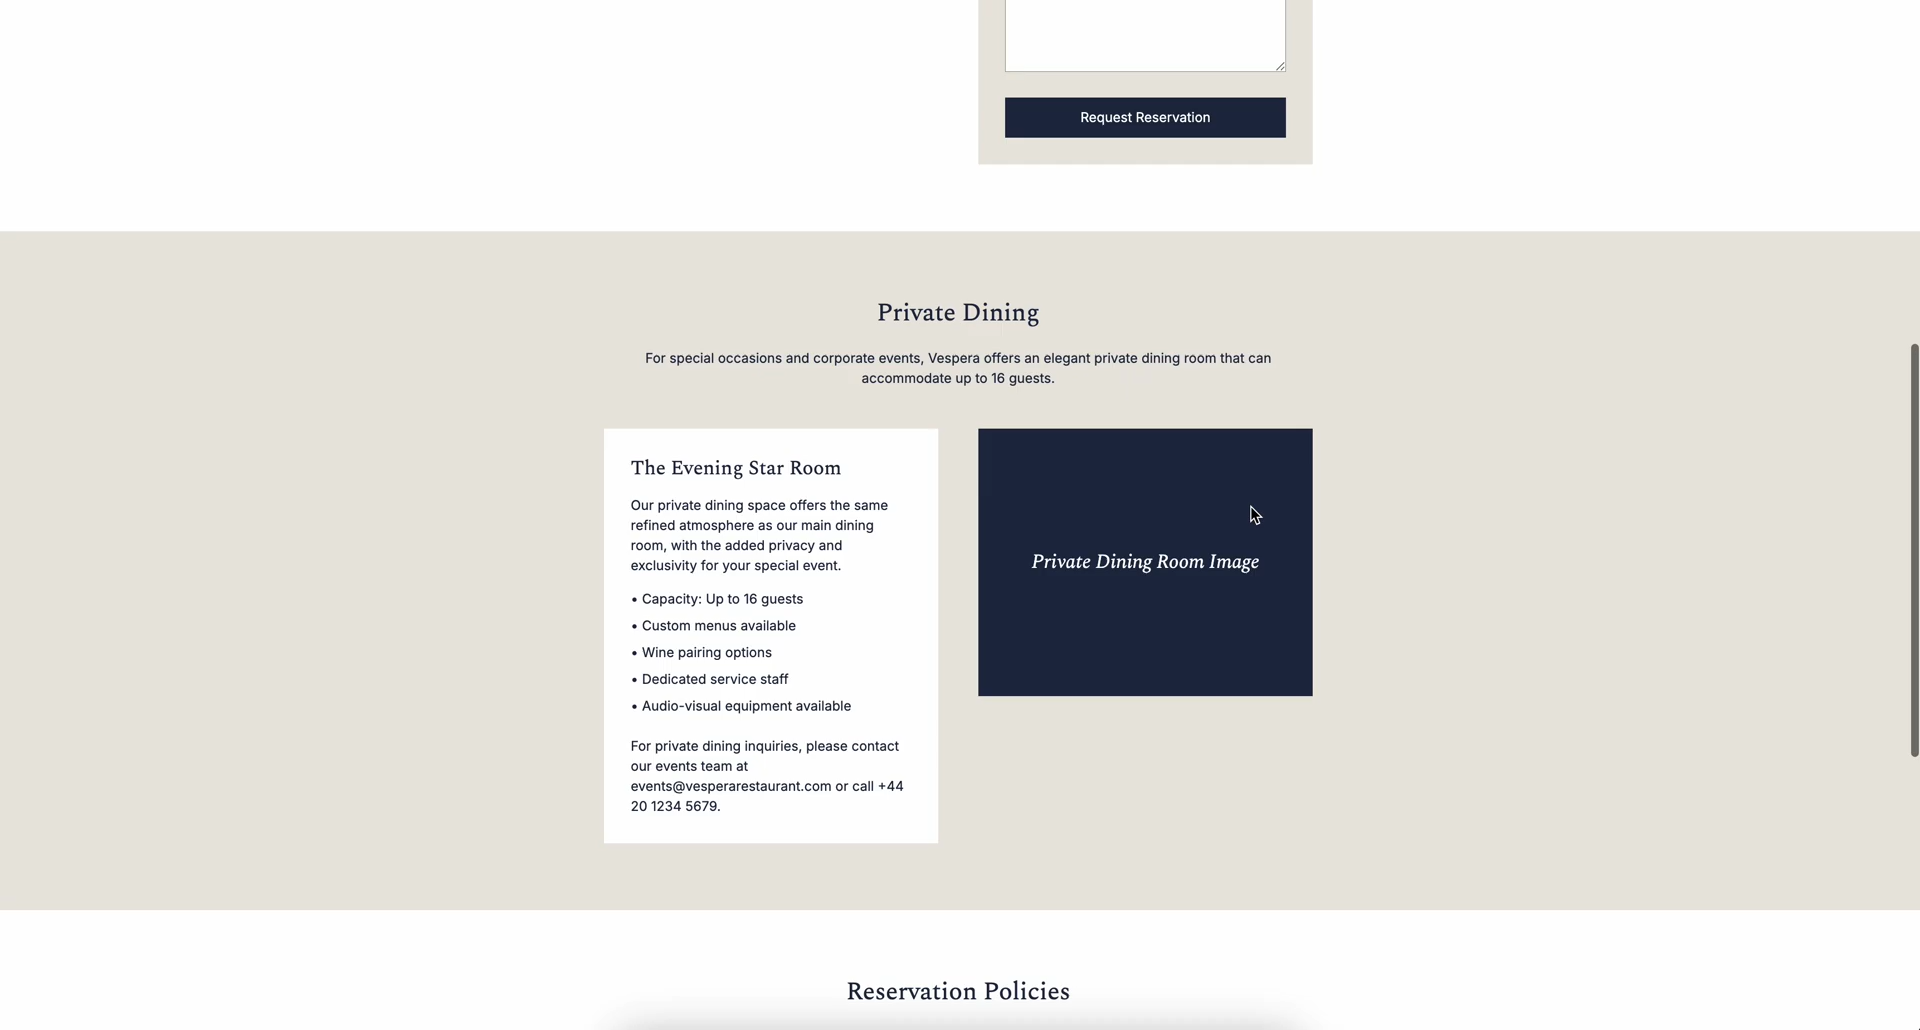 Request Reservation
Private Dining
For special occasions and corporate events, Vespera offers an elegant private dining room that can
accommodate up to 16 guests.
The Evening Star Room
Our private dining space offers the same
refined atmosphere as our main dining
room, with the added privacy and
exclusivity for your special event.
• Capacity: Up to 16 guests
• Custom menus available
• Wine pairing options
• Dedicated service staff
• Audio-visual equipment available
For private dining inquiries, please contact
our events team at
events@vesperarestaurant.com or call +44
20 1234 5679.
Private Dining Room Image
Reservation Policies